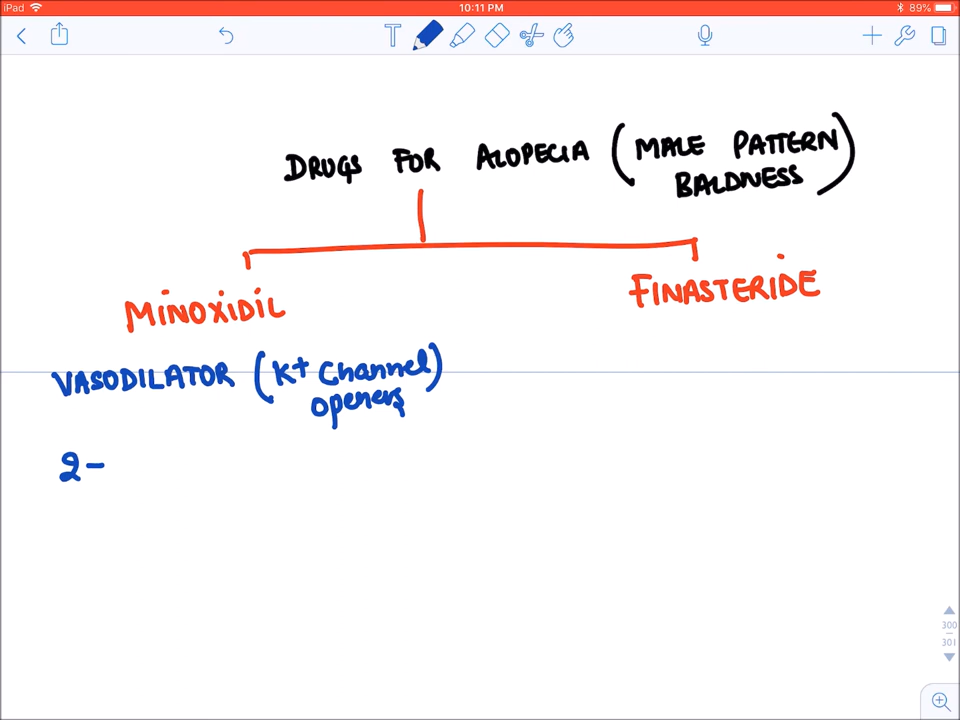 iPad 10:11 PM 89%
T
DRUGS FOR ALOPECIA (MALE PATTERN
BALDNESS)
MINOXIDIL FINASTERIDE
VASODILATOR (K+ Channel)
openers
2-
300
301